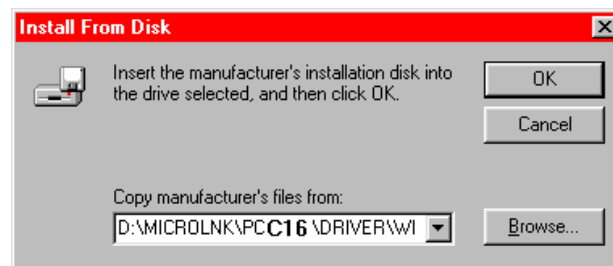 Install From Disk
Insert the manufacturer's installation disk into
the drive selected, and then click OK.
OK
Cancel
Copy manufacturer's files from:
D:\MICROLNK\PCC16 \DRIVER\WI
Browse...